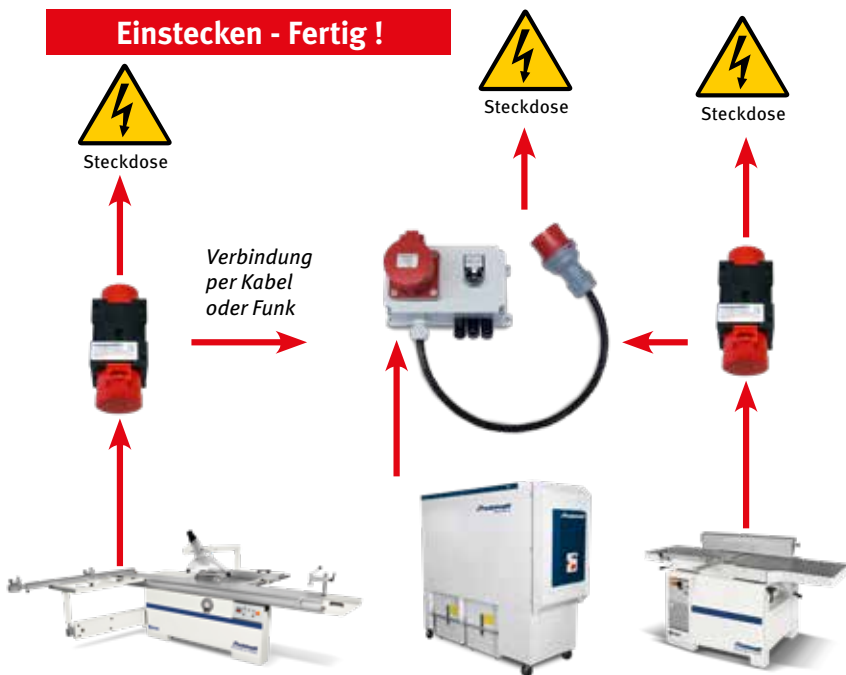 Einstecken - Fertig !
Steckdose
Steckdose
Steckdose
Verbindung
per Kabel
oder Funk